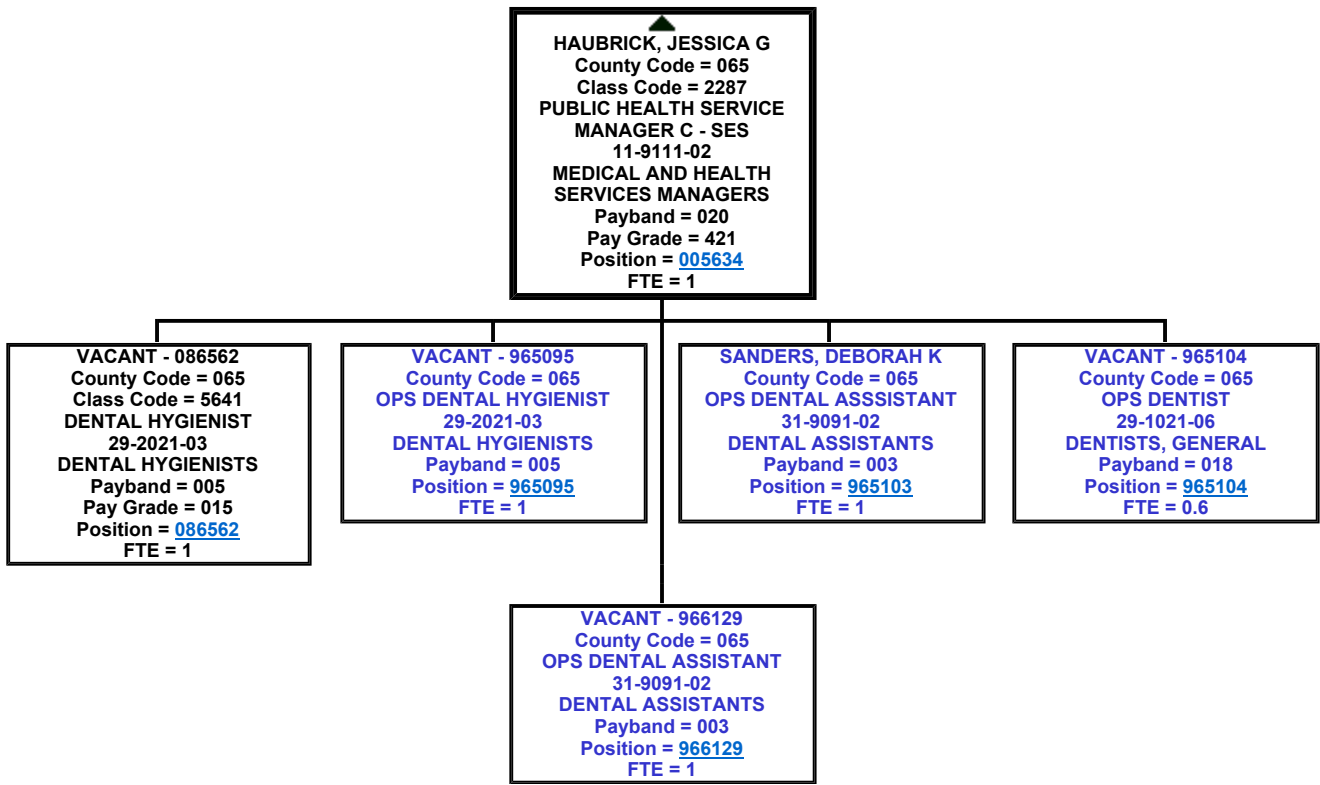 HAUBRICK, JESSICA G
County Code = 065
Class Code = 2287
PUBLIC HEALTH SERVICE
MANAGER C - SES
11-9111-02
MEDICAL AND HEALTH
SERVICES MANAGERS
Payband = 020
Pay Grade = 421
Position = 005634
FTE = 1
VACANT - 086562
County Code = 065
Class Code = 5641
DENTAL HYGIENIST
29-2021-03
DENTAL HYGIENISTS
Payband = 005
Pay Grade = 015
Position = 086562
FTE = 1
VACANT - 965095
County Code = 065
OPS DENTAL HYGIENIST
29-2021-03
DENTAL HYGIENISTS
Payband = 005
Position = 965095
FTE = 1
SANDERS, DEBORAH K
County Code = 065
OPS DENTAL ASSSISTANT
31-9091-02
DENTAL ASSISTANTS
Payband = 003
Position = 965103
FTE = 1
VACANT - 965104
County Code = 065
OPS DENTIST
29-1021-06
DENTISTS, GENERAL
Payband = 018
Position = 965104
FTE = 0.6
VACANT - 966129
County Code = 065
OPS DENTAL ASSISTANT
31-9091-02
DENTAL ASSISTANTS
Payband = 003
Position = 966129
FTE = 1